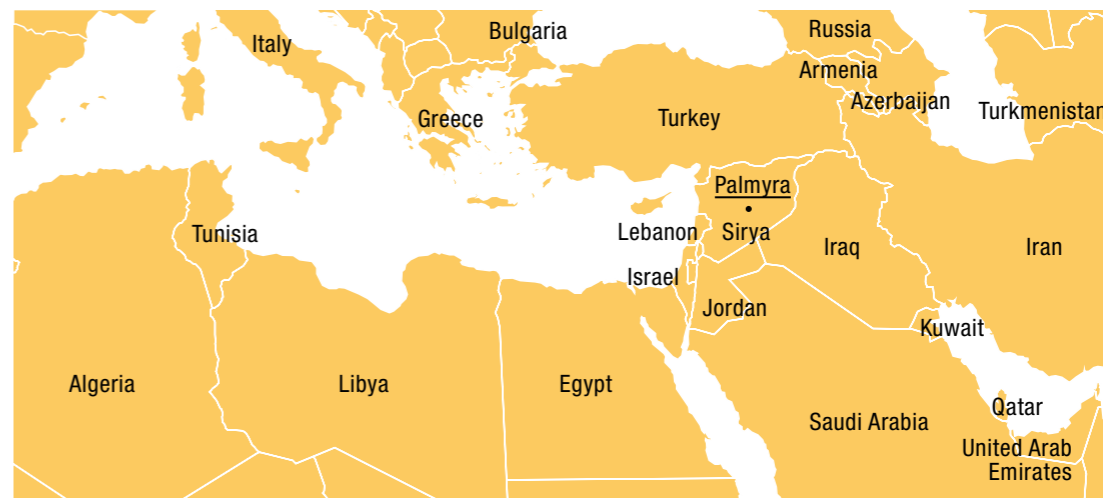 Italy
Bulgaria
Russia
Armenia
Azerbaijan
Turkmenistan
Greece
Turkey
Palmyra
Tunisia
Lebanon
Sirya
Iraq
Iran
Israel
Jordan
Kuwait
Algeria
Libya
Egypt
Saudi Arabia
Qatar
United Arab
Emirates